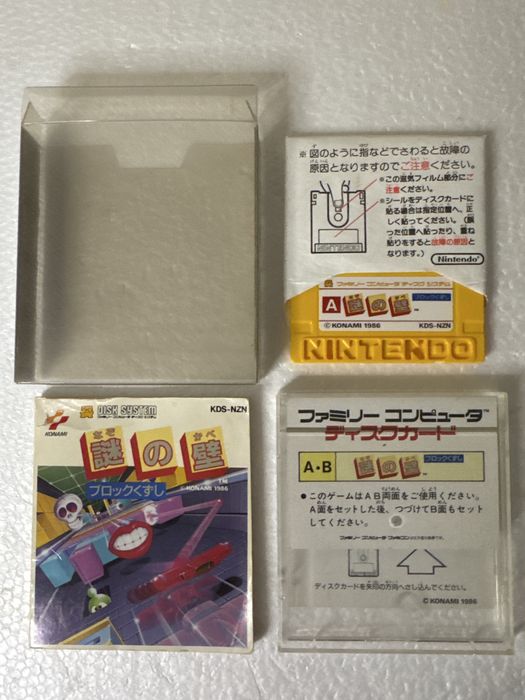 ※図のように指などでさわると故障の
原因となりますのでご注意ください。
※この磁気フィルム部分にご
注意ください。
※シールをディスクカードに
貼る場合は指定位置へ、正
しく貼ってください。(誤
った位置へ貼ったり、重ね
貼りをすると故障の原因と
なります。)
Nintendo
ファミリー コンピュータ ディスク システム
A 謎の壁 ブロックくずし
©KONAMI 1986 KDS-NZN
NINTENDO
KONAMI
DISK SYSTEM
KDS-NZN
なぞ かべ
謎の壁
TM
ブロックくずし
©KONAMI 1986
ファミリー コンピュータ™
ディスクカード
A・B 謎の壁 ブロックくずし
●このゲームはAB両面をご使用ください。
A面をセットした後、つづけてB面もセット
してください。
ディスクカードを矢印の方向へさし込んでください。
©KONAMI 1986